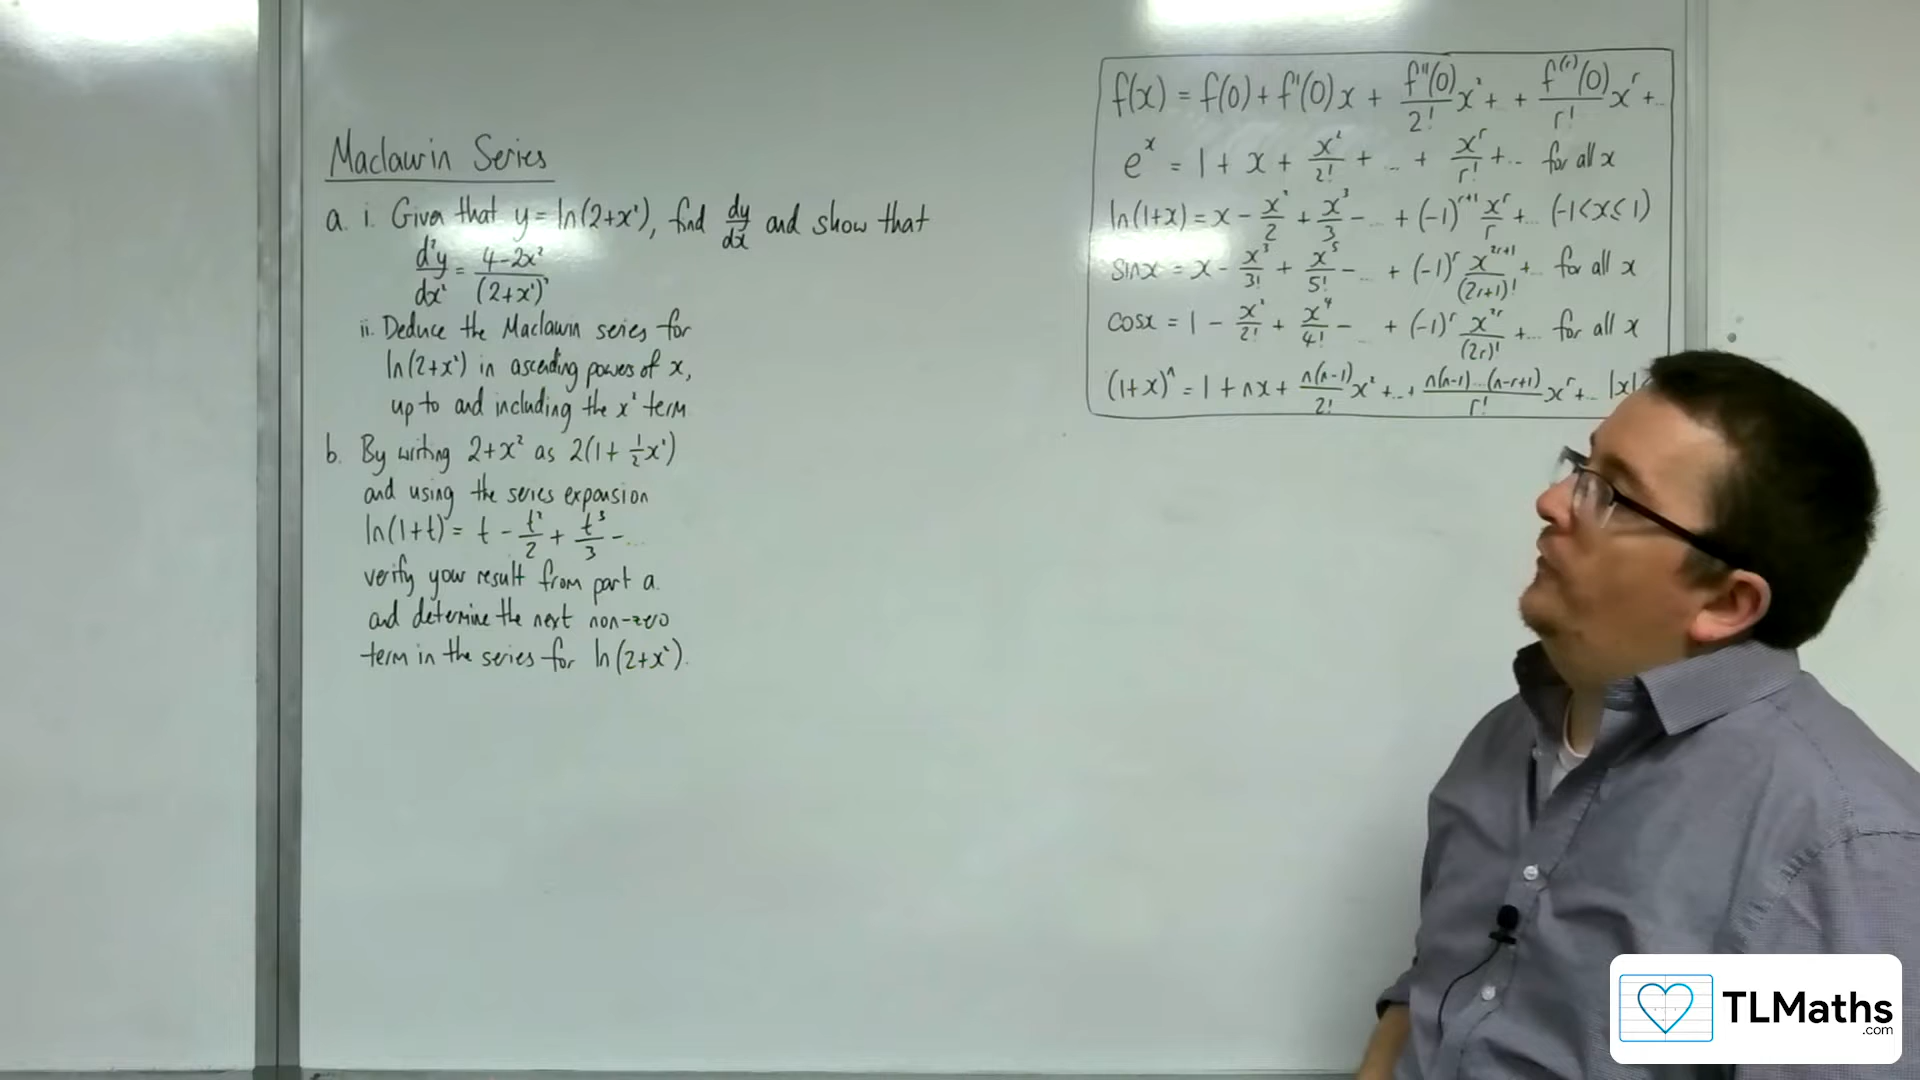 Maclaurin Series
a. i. Given that y = ln(2+x²), find dy/dx and show that
d²y/dx² = (4-2x²)/(2+x²)²
ii. Deduce the Maclaurin series for
ln(2+x²) in ascending powers of x,
up to and including the x² term
b. By writing 2+x² as 2(1+½x²)
and using the series expansion
ln(1+t) = t - t²/2 + t³/3 - ...
verify your result from part a.
and determine the next non-zero
term in the series for ln(2+x²).
f(x) = f(0) + f'(0)x + f''(0)/2! x² + .. + f⁽ʳ⁾(0)/r! xʳ + ...
eˣ = 1 + x + x²/2! + ... + xʳ/r! + ... for all x
ln(1+x) = x - x²/2 + x³/3 - ... + (-1)ʳ⁺¹ xʳ/r + ... (-1<x≤1)
sinx = x - x³/3! + x⁵/5! - ... + (-1)ʳ x²ʳ⁺¹/(2r+1)! + ... for all x
cosx = 1 - x²/2! + x⁴/4! - ... + (-1)ʳ x²ʳ/(2r)! + ... for all x
(1+x)ⁿ = 1 + nx + n(n-1)/2! x² + ... + n(n-1)...(n-r+1)/r! xʳ + ... |x|
TLMaths
.com